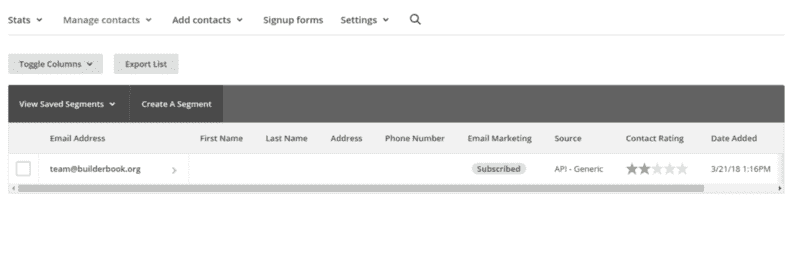 Stats Manage contacts Add contacts Signup forms Settings
Toggle Columns Export List
View Saved Segments Create A Segment
Email Address First Name Last Name Address Phone Number Email Marketing Source Contact Rating Date Added
team@builderbook.org Subscribed API - Generic 3/21/18 1:16PM